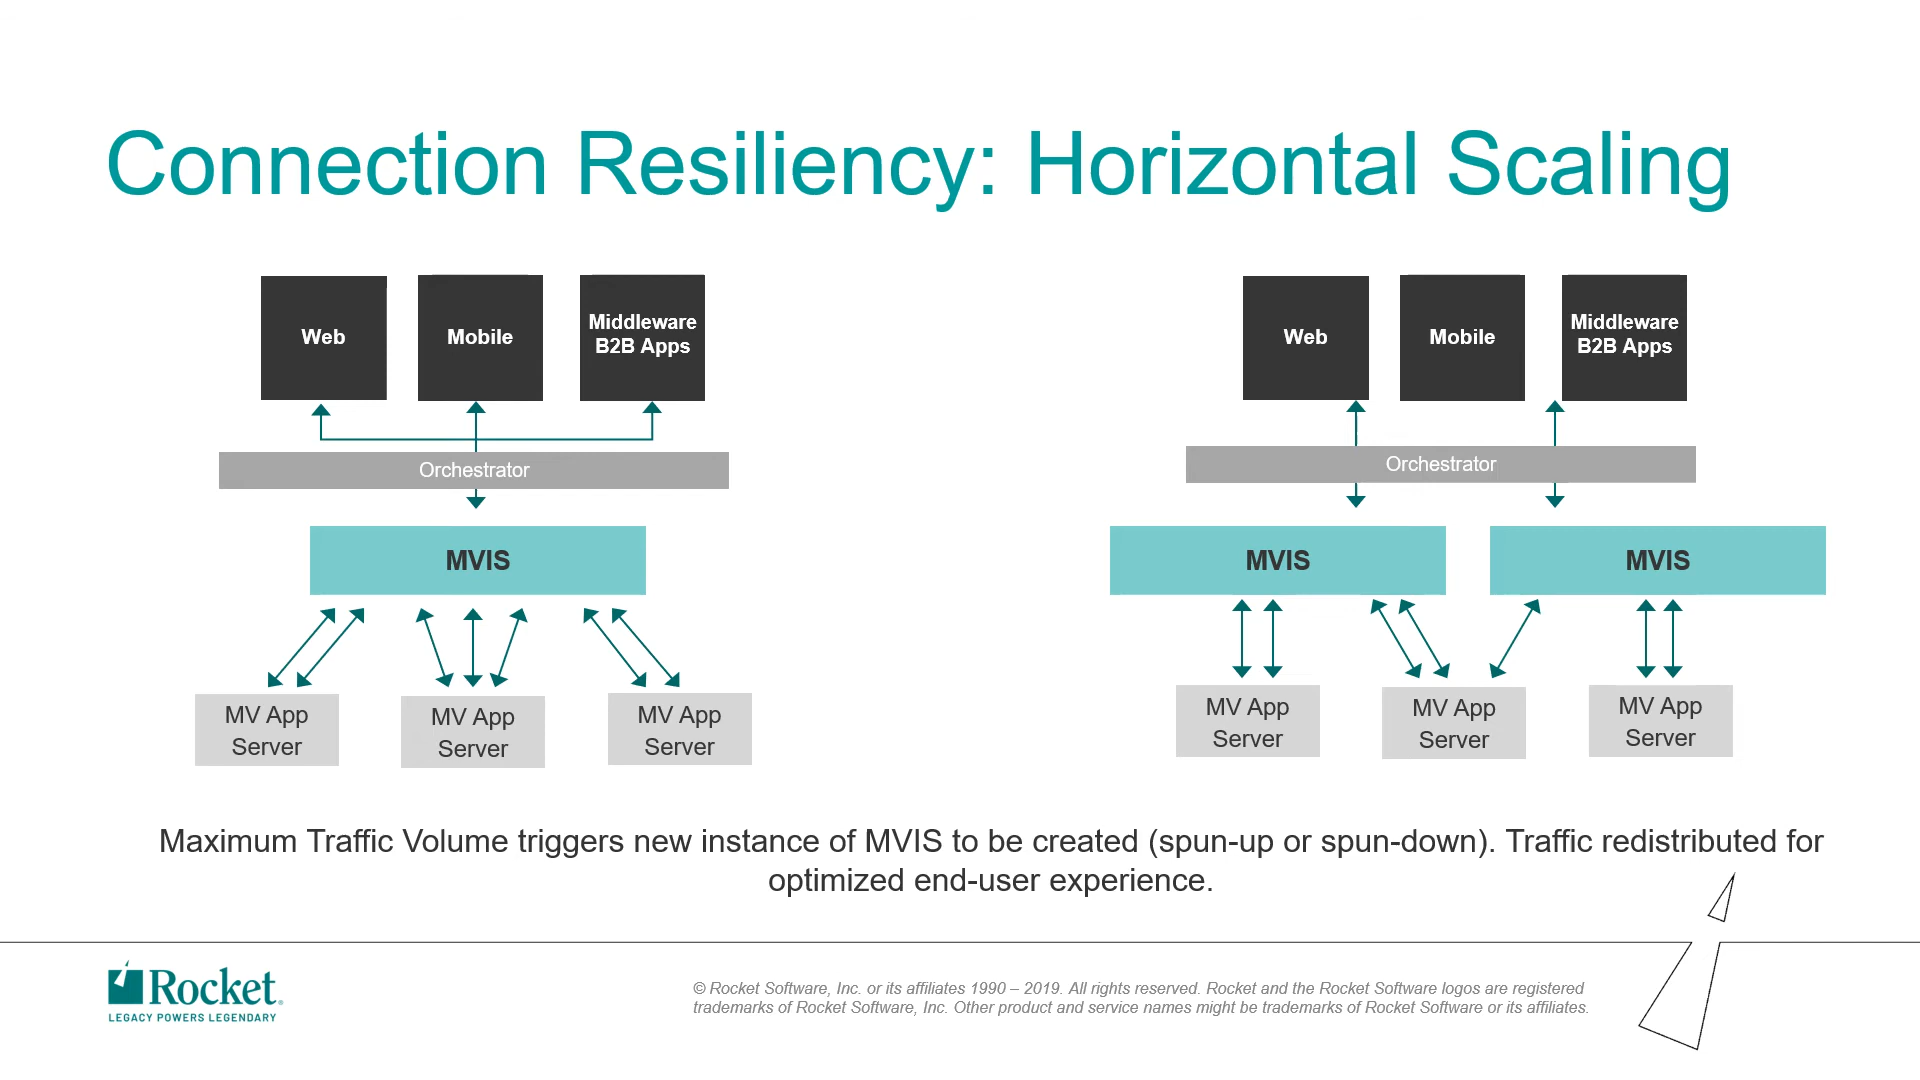 Connection Resiliency: Horizontal Scaling
Web
Mobile
Middleware
B2B Apps
Orchestrator
MVIS
MV App
Server
MV App
Server
MV App
Server
Web
Mobile
Middleware
B2B Apps
Orchestrator
MVIS
MVIS
MV App
Server
MV App
Server
MV App
Server
Maximum Traffic Volume triggers new instance of MVIS to be created (spun-up or spun-down). Traffic redistributed for
optimized end-user experience.
Rocket®
LEGACY POWERS LEGENDARY
© Rocket Software, Inc. or its affiliates 1990 – 2019. All rights reserved. Rocket and the Rocket Software logos are registered
trademarks of Rocket Software, Inc. Other product and service names might be trademarks of Rocket Software or its affiliates.